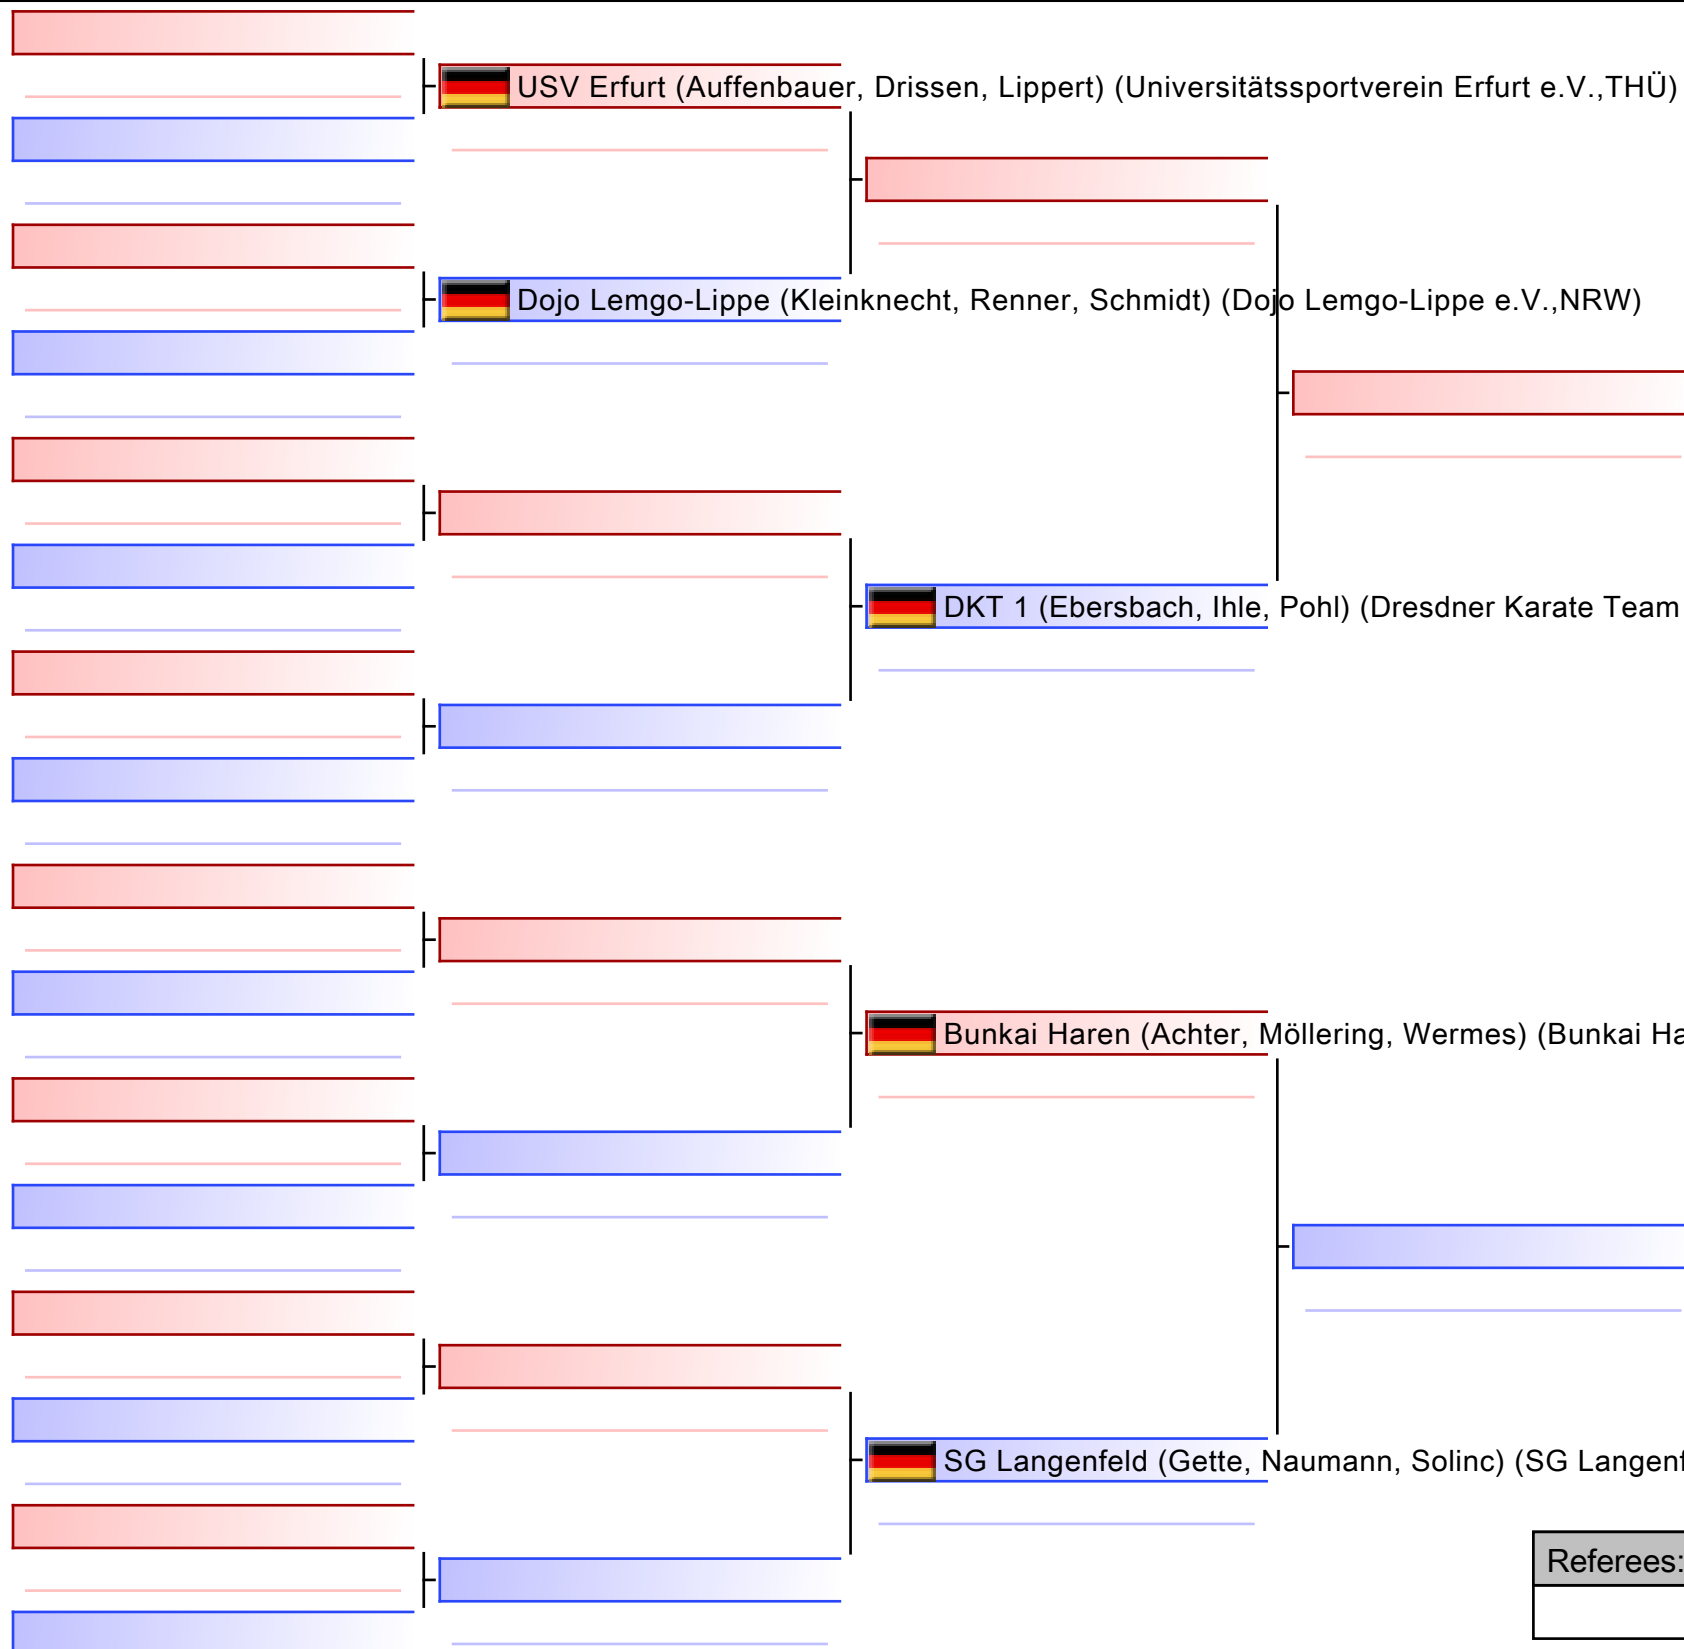 USV Erfurt (Auffenbauer, Drissen, Lippert) (Universitätssportverein Erfurt e.V.,THÜ)
Dojo Lemgo-Lippe (Kleinknecht, Renner, Schmidt) (Dojo Lemgo-Lippe e.V.,NRW)
DKT 1 (Ebersbach, Ihle, Pohl) (Dresdner Karate Team
Bunkai Haren (Achter, Möllering, Wermes) (Bunkai Ha
SG Langenfeld (Gette, Naumann, Solinc) (SG Langenf
Referees: